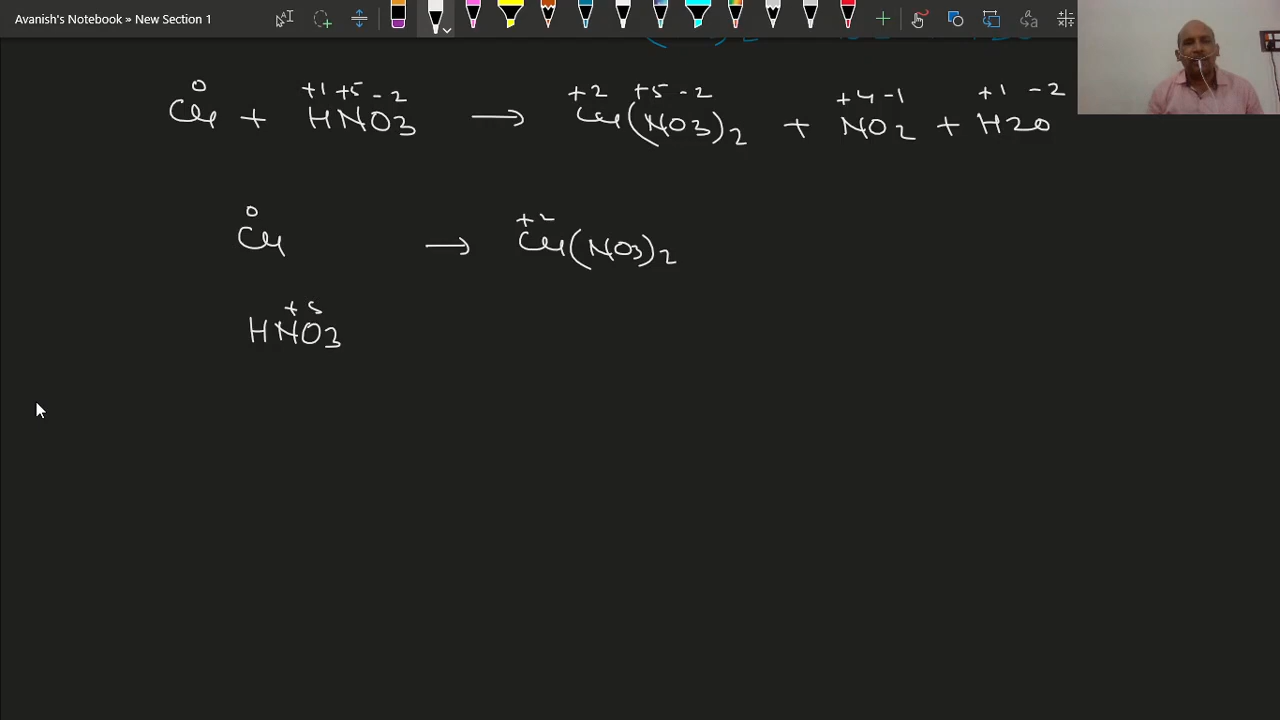 Avanish's Notebook » New Section 1
0 +1 +5 -2 +2 +5 -2 +4 -1 +1 -2
Cu + HNO3 → Cu(NO3)2 + NO2 + H2O
0 +2
Cu → Cu(NO3)2
+5
HNO3